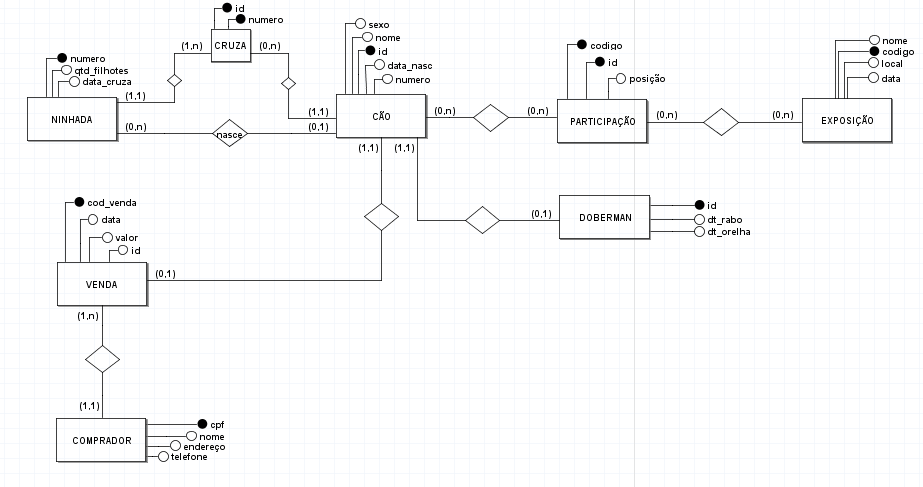 id
numero
CRUZA
(1,n)
(0,n)
numero
qtd_filhotes
data_cruza
NINHADA
(1,1)
(0,n)
nasce
sexo
nome
id
data_nasc
numero
CÃO
(1,1)
(0,1)
(0,n)
(0,n)
codigo
id
posição
PARTICIPAÇÃO
(0,n)
(0,n)
nome
codigo
local
data
EXPOSIÇÃO
(1,1)
(1,1)
(0,1)
DOBERMAN
id
dt_rabo
dt_orelha
cod_venda
data
valor
id
VENDA
(0,1)
(1,n)
(1,1)
COMPRADOR
cpf
nome
endereço
telefone